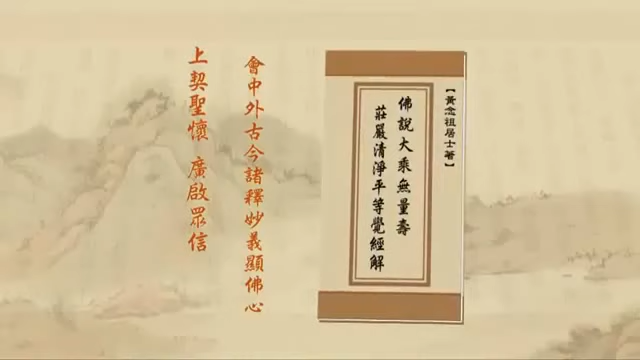 【黃念祖居士著】
佛說大乘無量壽
莊嚴清淨平等覺經解
會中外古今諸釋妙義顯佛心
上契聖懷 廣啟眾信